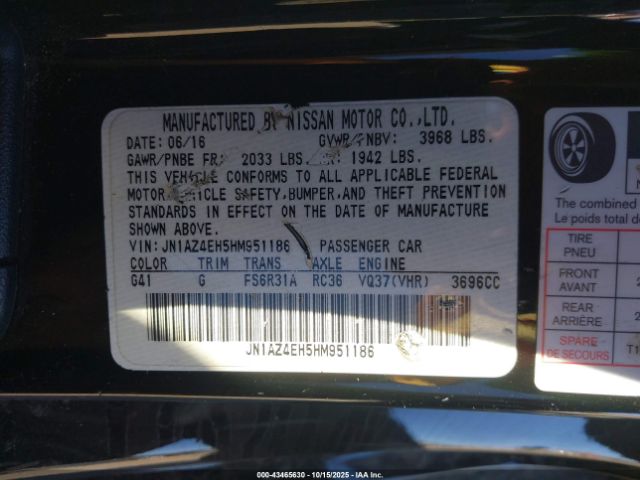 MANUFACTURED BY NISSAN MOTOR CO.,LTD.
DATE: 06/16 GVWR/PNBV: 3968 LBS.
GAWR/PNBE FR: 2033 LBS. 1942 LBS.
THIS VEHICLE CONFORMS TO ALL APPLICABLE FEDERAL
MOTOR VEHICLE SAFETY,BUMPER,AND THEFT PREVENTION
STANDARDS IN EFFECT ON THE DATE OF MANUFACTURE
SHOWN ABOVE.
VIN: JN1AZ4EH5HM951186 PASSENGER CAR
COLOR TRIM TRANS AXLE ENGINE
G41 G FS6R31A RC36 VQ37(VHR) 3696CC
JN1AZ4EH5HM951186
The combined
Le poids total
TIRE
PNEU
FRONT
AVANT
REAR
ARRIÈRE
SPARE
DE SECOURS
000-43465630 - 10/15/2025 - © IAA Inc.